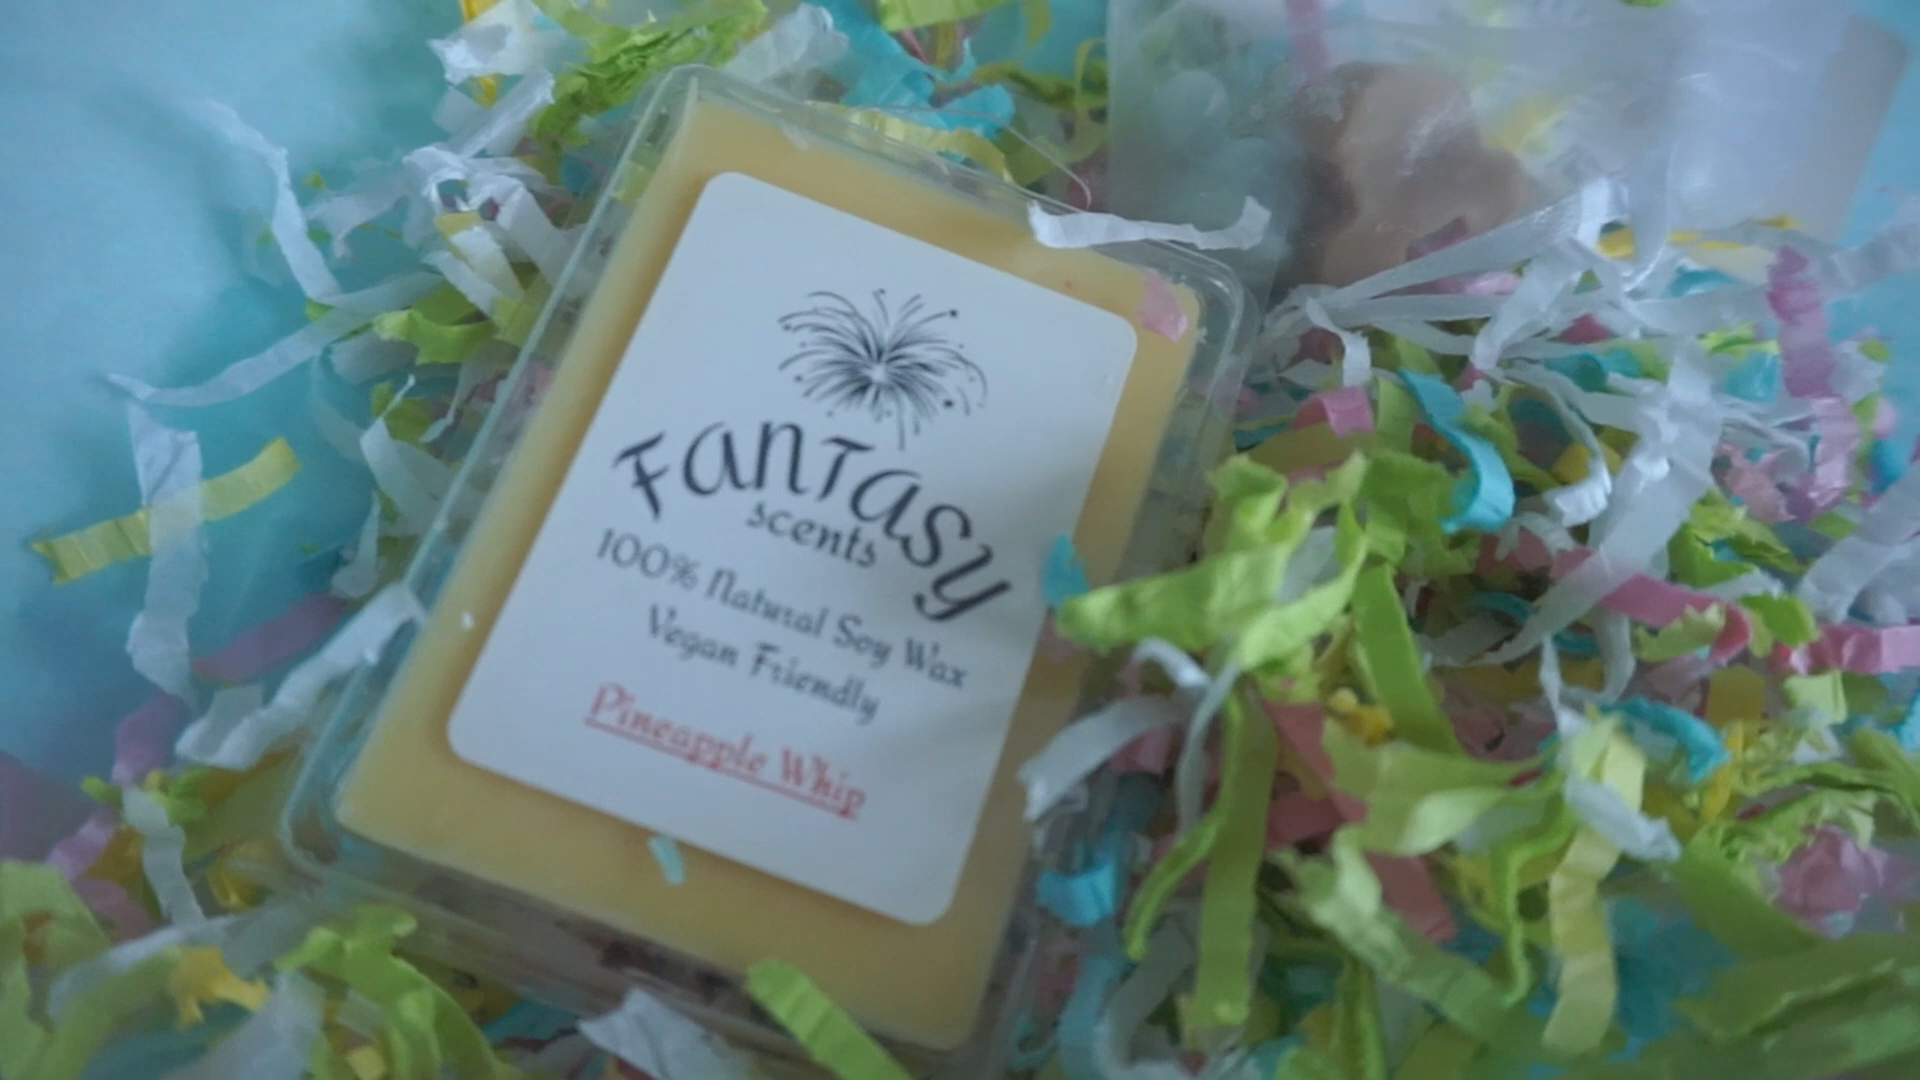 Fantasy
scents
100% Natural Soy Wax
Vegan Friendly
Pineapple Whip